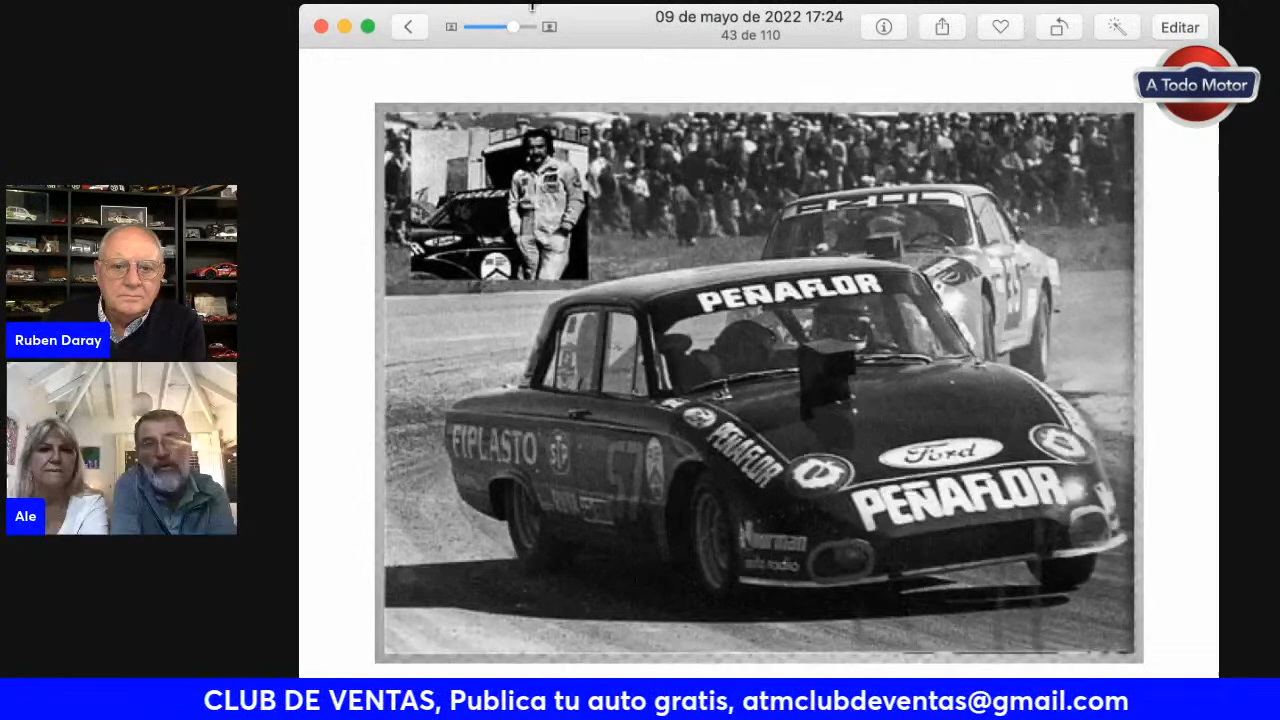 09 de mayo de 2022 17:24
43 de 110
Editar
A Todo Motor
PEÑAFLOR
FIPLASTO
STP
57
PEÑAFLOR
Ford
PEÑAFLOR
Ruben Daray
Ale
CLUB DE VENTAS, Publica tu auto gratis, atmclubdeventas@gmail.com